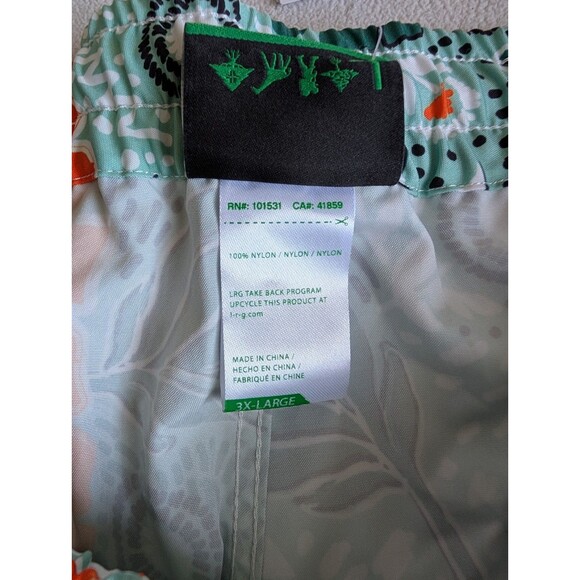 RN#: 101531 CA#: 41859
100% NYLON / NYLON / NYLON
LRG TAKE BACK PROGRAM
UPCYCLE THIS PRODUCT AT
l-r-g.com
MADE IN CHINA /
HECHO EN CHINA /
FABRIQUÉ EN CHINE
3X-LARGE